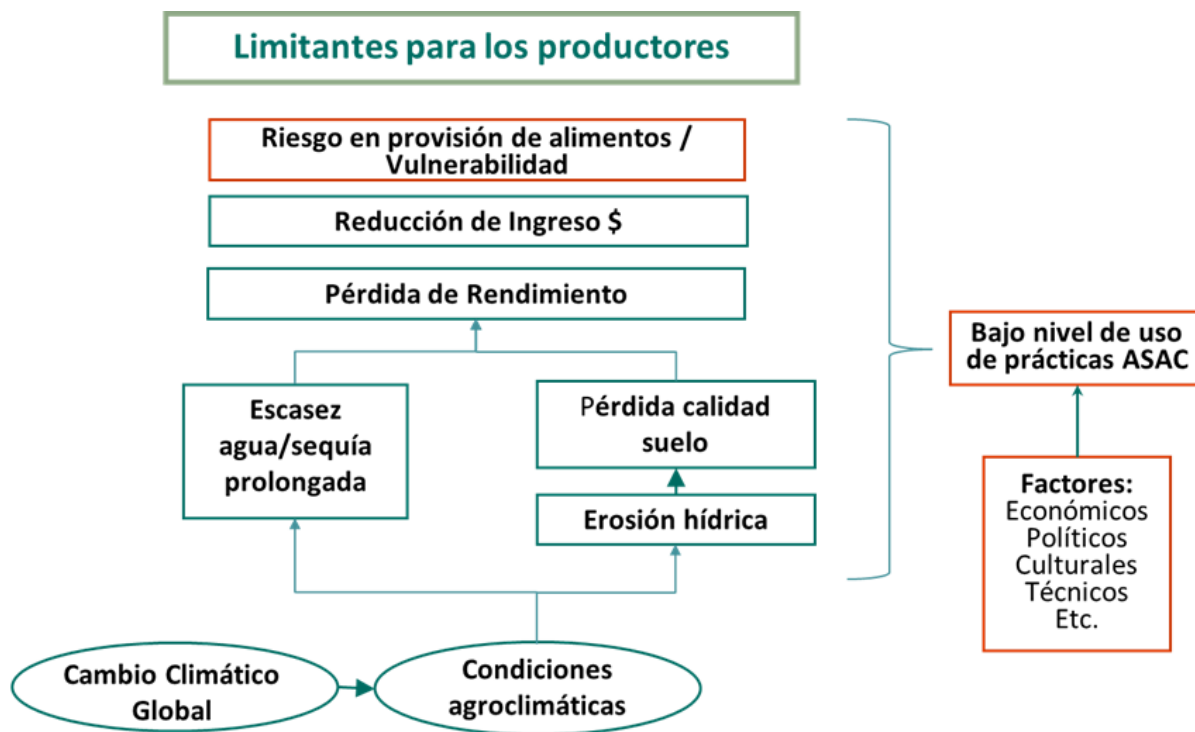 Limitantes para los productores
Riesgo en provisión de alimentos /
Vulnerabilidad
Reducción de Ingreso $
Pérdida de Rendimiento
Escasez
agua/sequía
prolongada
Pérdida calidad
suelo
Erosión hídrica
Cambio Climático
Global
Condiciones
agroclimáticas
Bajo nivel de uso
de prácticas ASAC
Factores:
Económicos
Políticos
Culturales
Técnicos
Etc.